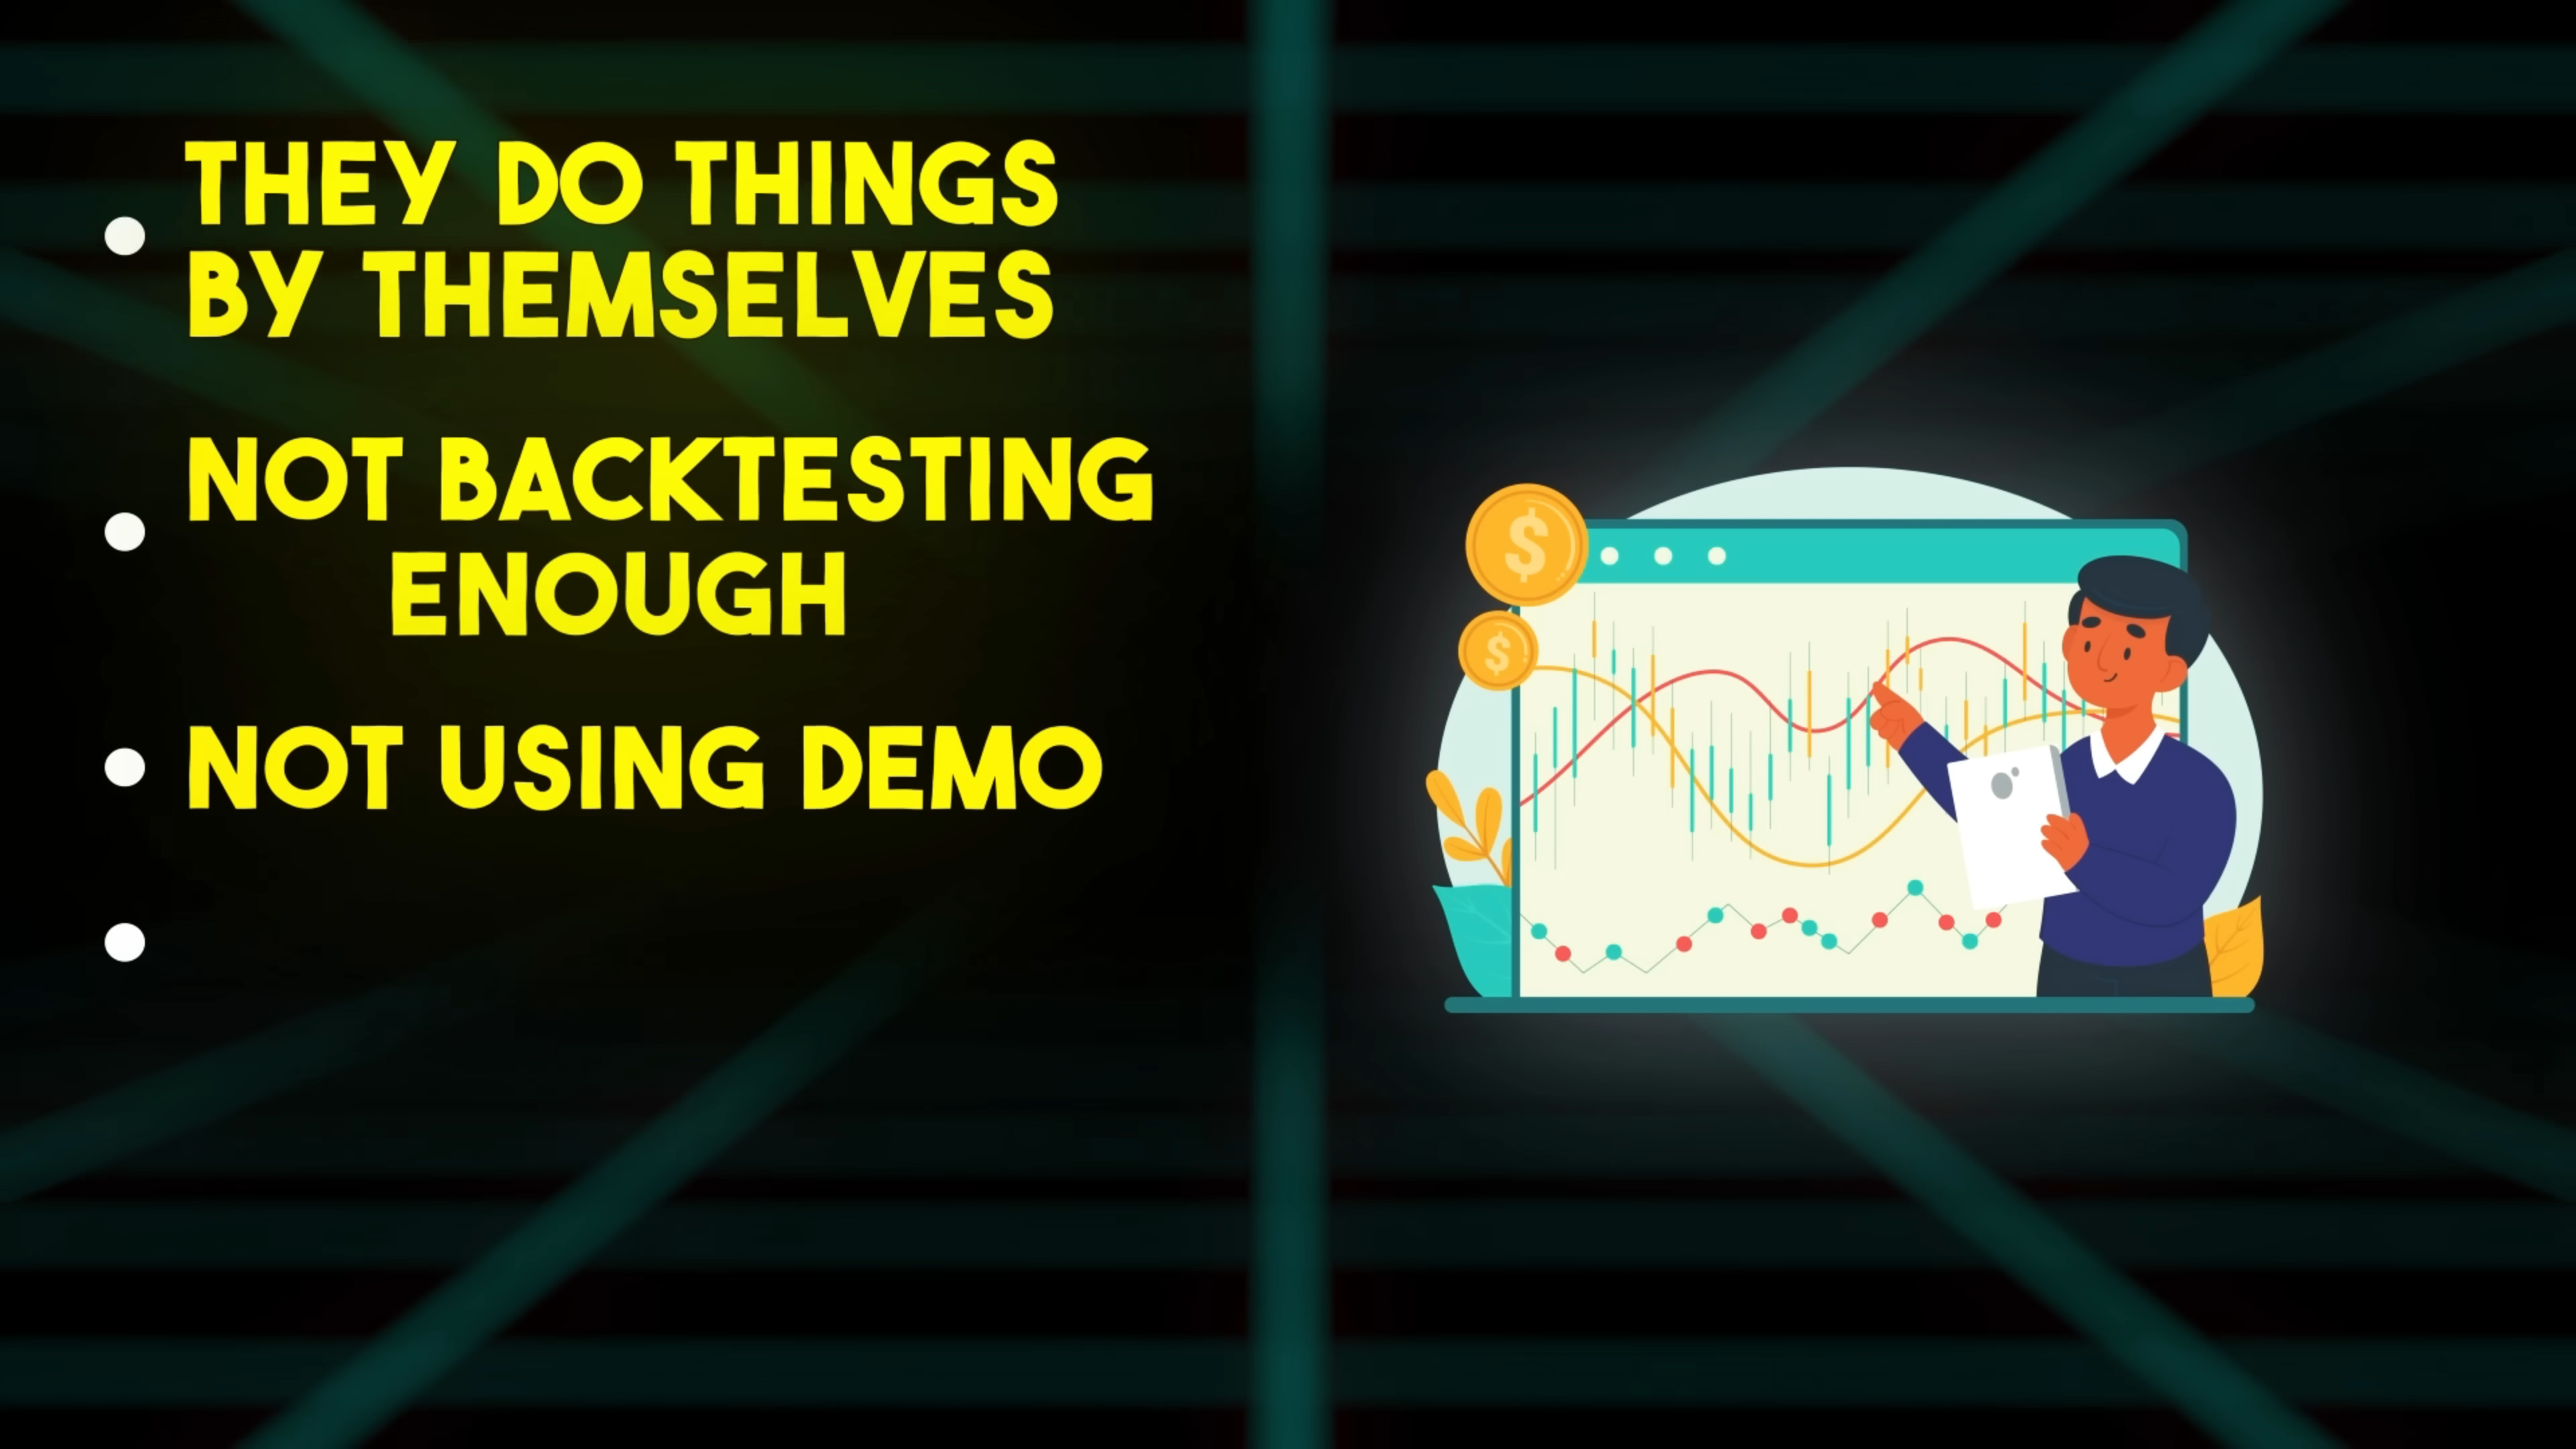 THEY DO THINGS
BY THEMSELVES
NOT BACKTESTING
ENOUGH
NOT USING DEMO
$
$